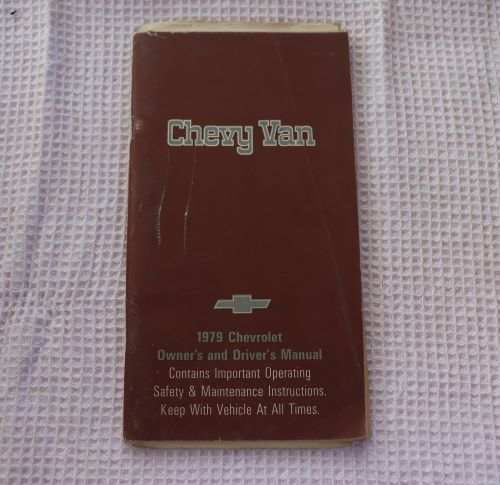 Chevy Van
1979 Chevrolet
Owner's and Driver's Manual
Contains Important Operating
Safety & Maintenance Instructions.
Keep With Vehicle At All Times.